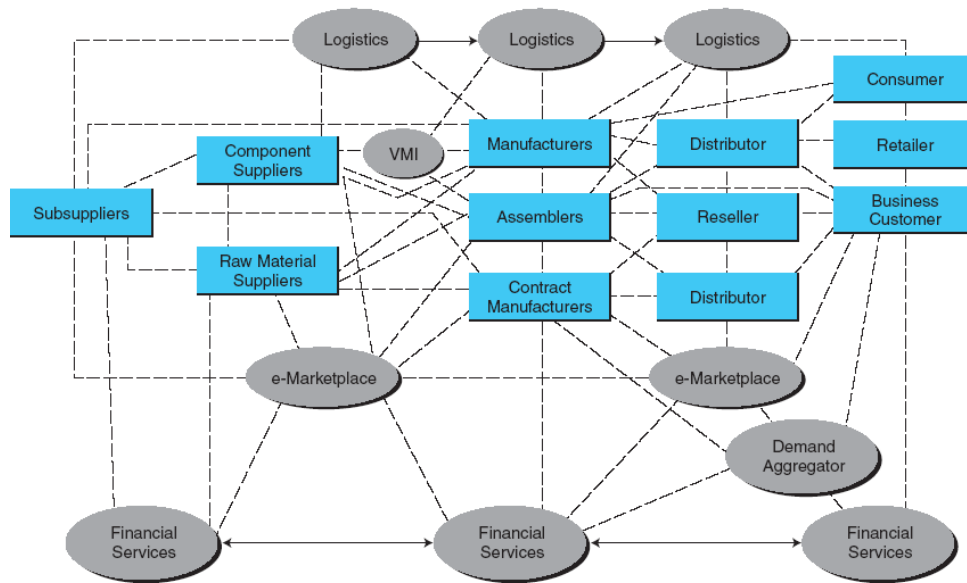 Logistics
Logistics
Logistics
Consumer
Component
Suppliers
VMI
Manufacturers
Distributor
Retailer
Subsuppliers
Assemblers
Reseller
Business
Customer
Raw Material
Suppliers
Contract
Manufacturers
Distributor
e-Marketplace
e-Marketplace
Demand
Aggregator
Financial
Services
Financial
Services
Financial
Services